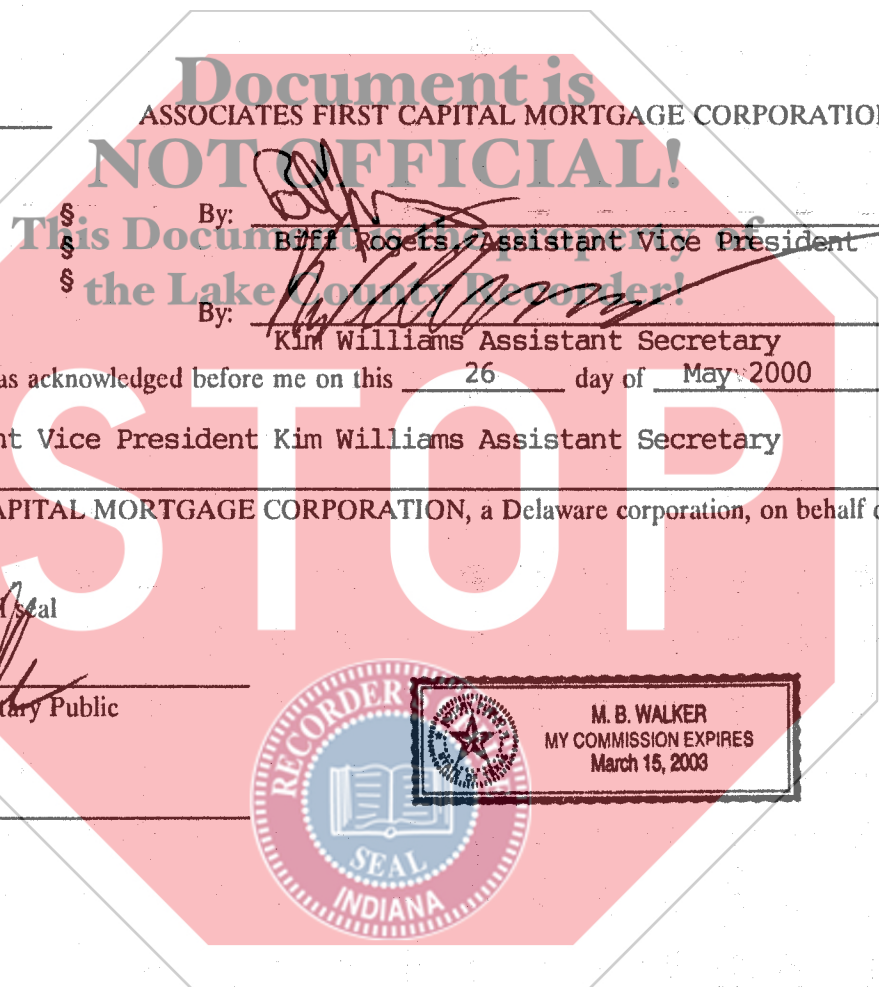 Document is
ASSOCIATES FIRST CAPITAL MORTGAGE CORPORATION
NOT OFFICIAL!
§ By:
This Document is the property of
§ Biff Rogers, Assistant Vice President
§ the Lake County Recorder!
By:
Kim Williams Assistant Secretary
as acknowledged before me on this 26 day of May 2000
nt Vice President Kim Williams Assistant Secretary
APITAL MORTGAGE CORPORATION, a Delaware corporation, on behalf
STOP
seal
tary Public
RECORDER'S
SEAL
INDIANA
M. B. WALKER
MY COMMISSION EXPIRES
March 15, 2003